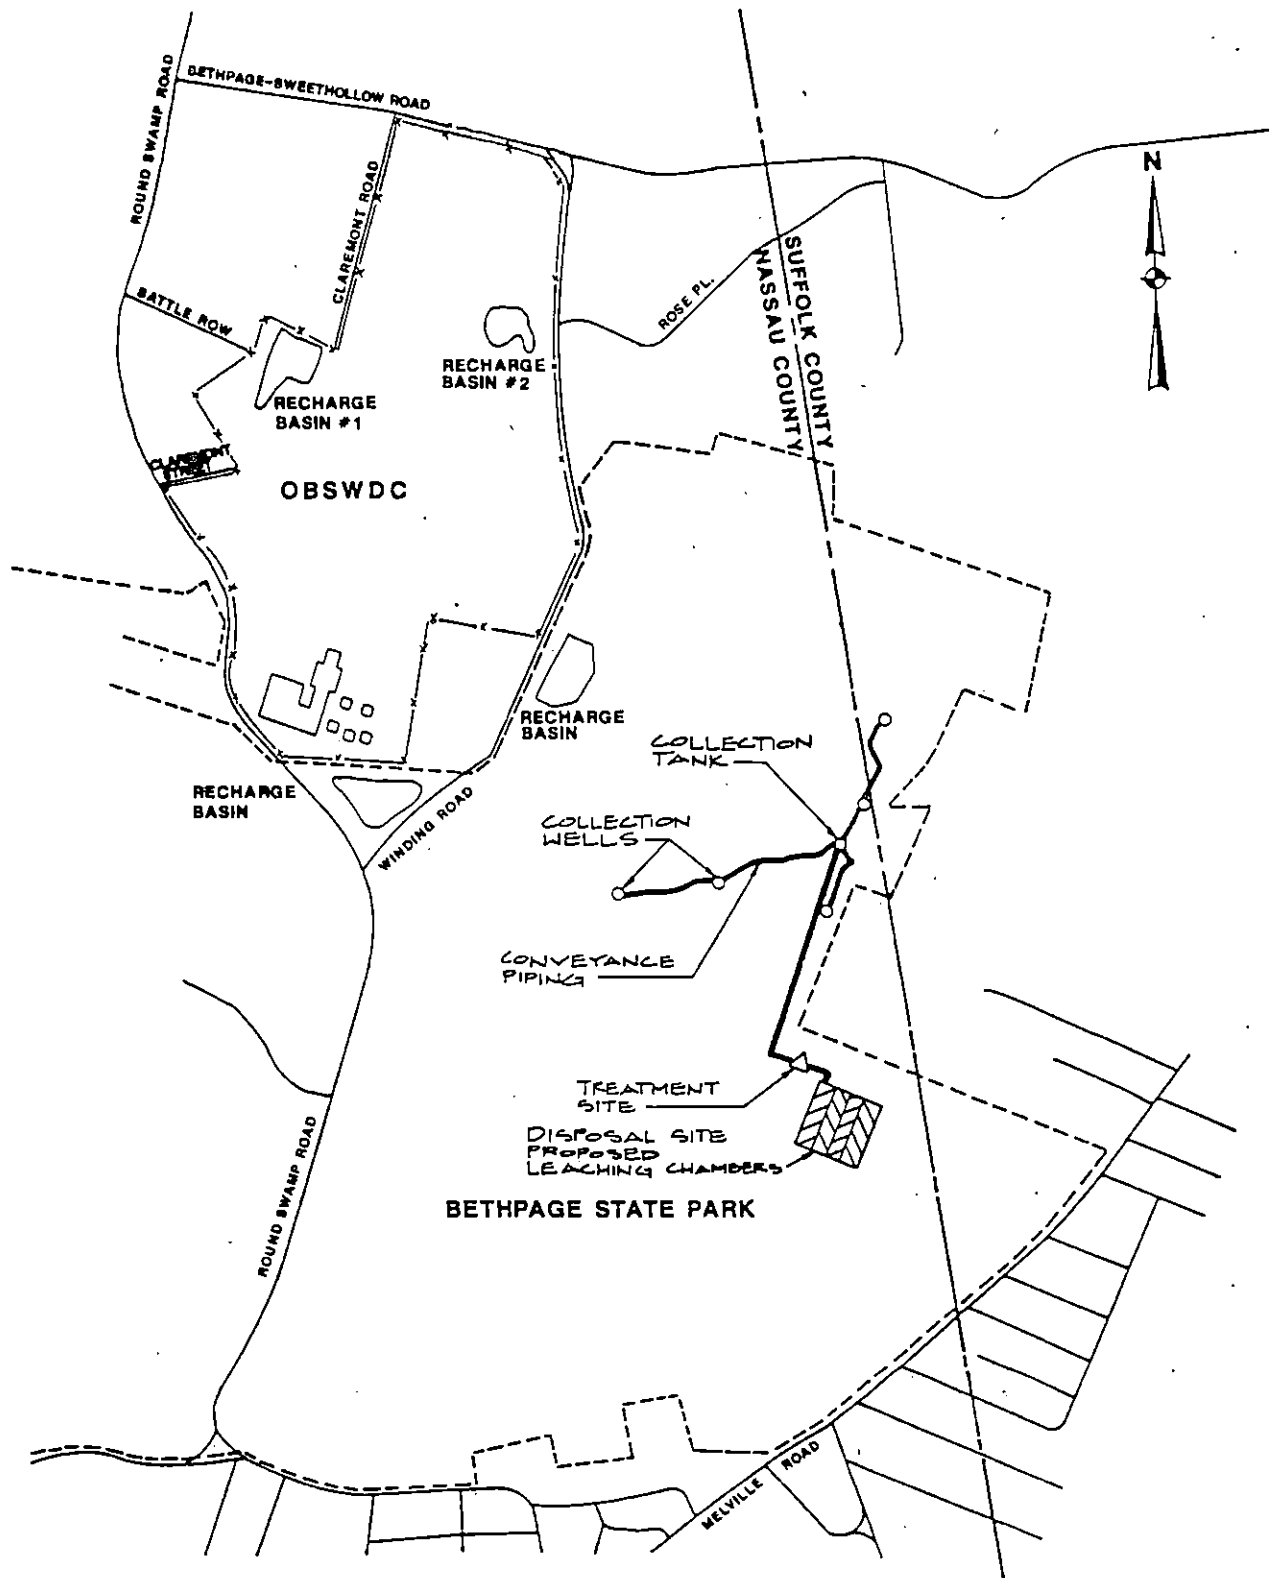 BETHPAGE-SWEETHOLLOW ROAD
ROUND SWAMP ROAD
CLAREMONT ROAD
N
BATTLE ROW
ROSE PL.
SUFFOLK COUNTY
NASSAU COUNTY
RECHARGE
BASIN #2
RECHARGE
BASIN #1
CLAREMONT
STREET
OBSWDC
RECHARGE
BASIN
COLLECTION
TANK
RECHARGE
BASIN
WINDING ROAD
COLLECTION
WELLS
CONVEYANCE
PIPING
TREATMENT
SITE
DISPOSAL SITE
PROPOSED
LEACHING CHAMBERS
ROUND SWAMP ROAD
BETHPAGE STATE PARK
MELVILLE ROAD